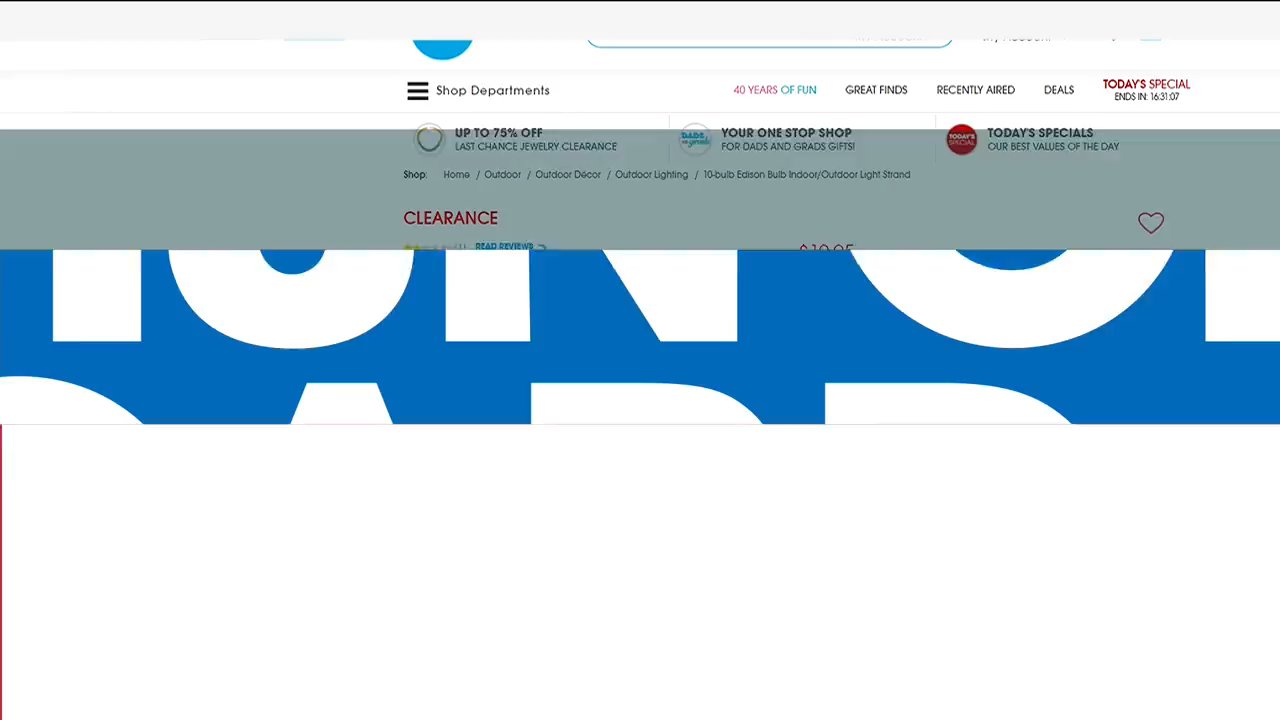 Shop Departments
40 YEARS OF FUN
GREAT FINDS
RECENTLY AIRED
DEALS
TODAY'S SPECIAL
ENDS IN: 16:31:07
UP TO 75% OFF
LAST CHANCE JEWELRY CLEARANCE
YOUR ONE STOP SHOP
FOR DADS AND GRADS GIFTS!
TODAY'S SPECIALS
OUR BEST VALUES OF THE DAY
Shop: Home / Outdoor / Outdoor Décor / Outdoor Lighting / 10-bulb Edison Bulb Indoor/Outdoor Light Strand
CLEARANCE
READ REVIEWS